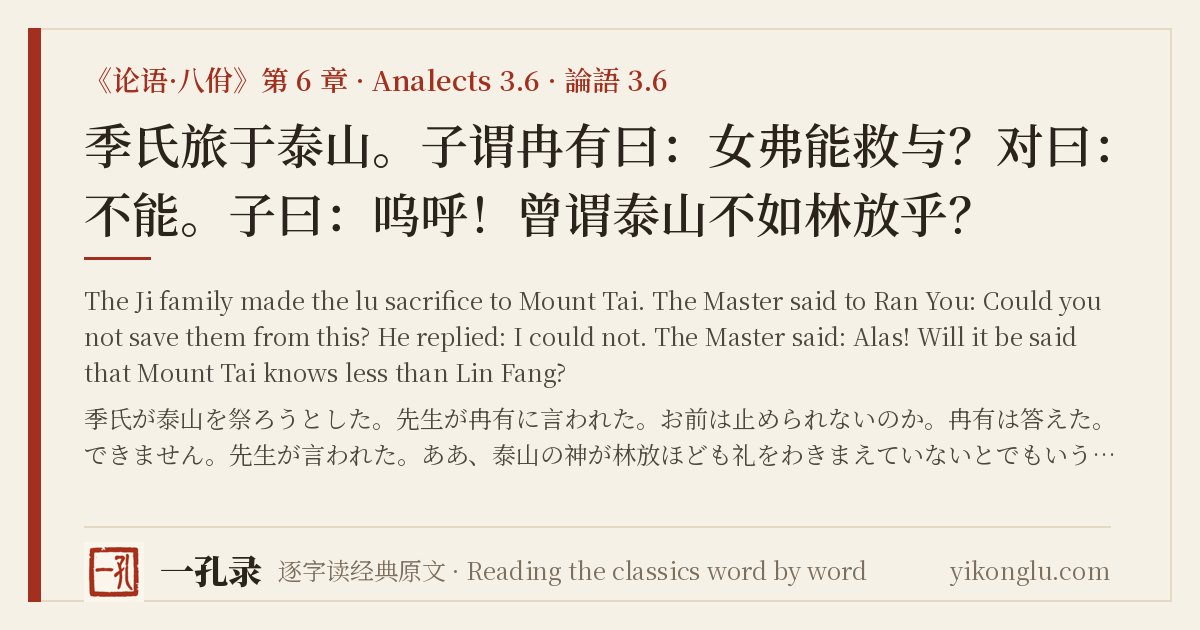 《论语·八佾》第 6 章 · Analects 3.6 · 論語 3.6
季氏旅于泰山。子谓冉有曰：女弗能救与？对曰：
不能。子曰：呜呼！曾谓泰山不如林放乎？
The Ji family made the lu sacrifice to Mount Tai. The Master said to Ran You: Could you
not save them from this? He replied: I could not. The Master said: Alas! Will it be said
that Mount Tai knows less than Lin Fang?
季氏が泰山を祭ろうとした。先生が冉有に言われた。お前は止められないのか。冉有は答えた。
できません。先生が言われた。ああ、泰山の神が林放ほども礼をわきまえていないとでもいう…
一孔
一孔录 逐字读经典原文 · Reading the classics word by word yikonglu.com